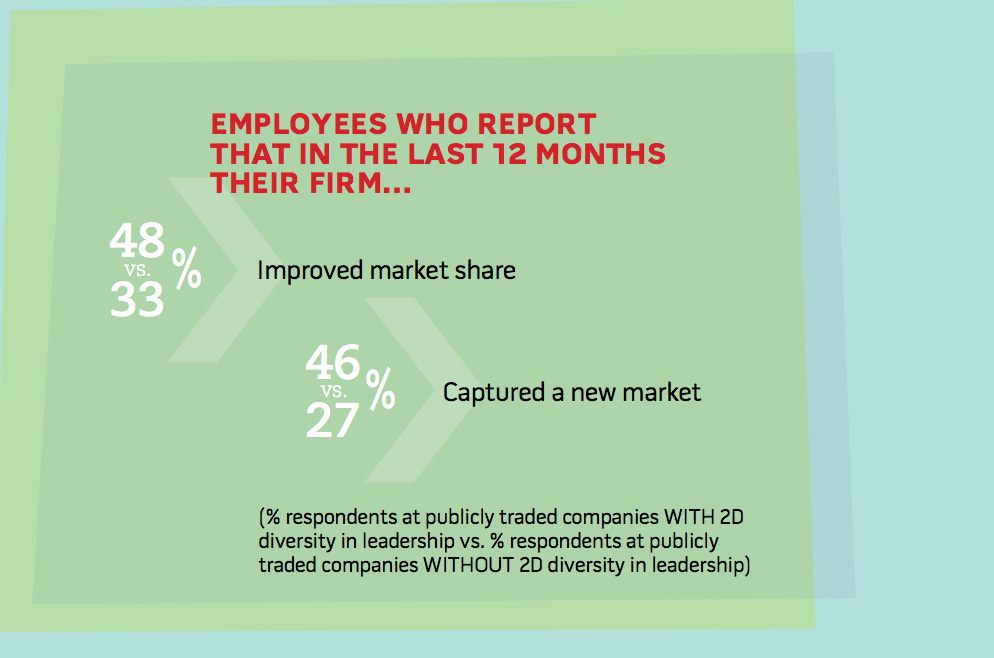 EMPLOYEES WHO REPORT
THAT IN THE LAST 12 MONTHS
THEIR FIRM...
48
vs.
33
%
Improved market share
46
vs.
27
%
Captured a new market
(% respondents at publicly traded companies WITH 2D
diversity in leadership vs. % respondents at publicly
traded companies WITHOUT 2D diversity in leadership)